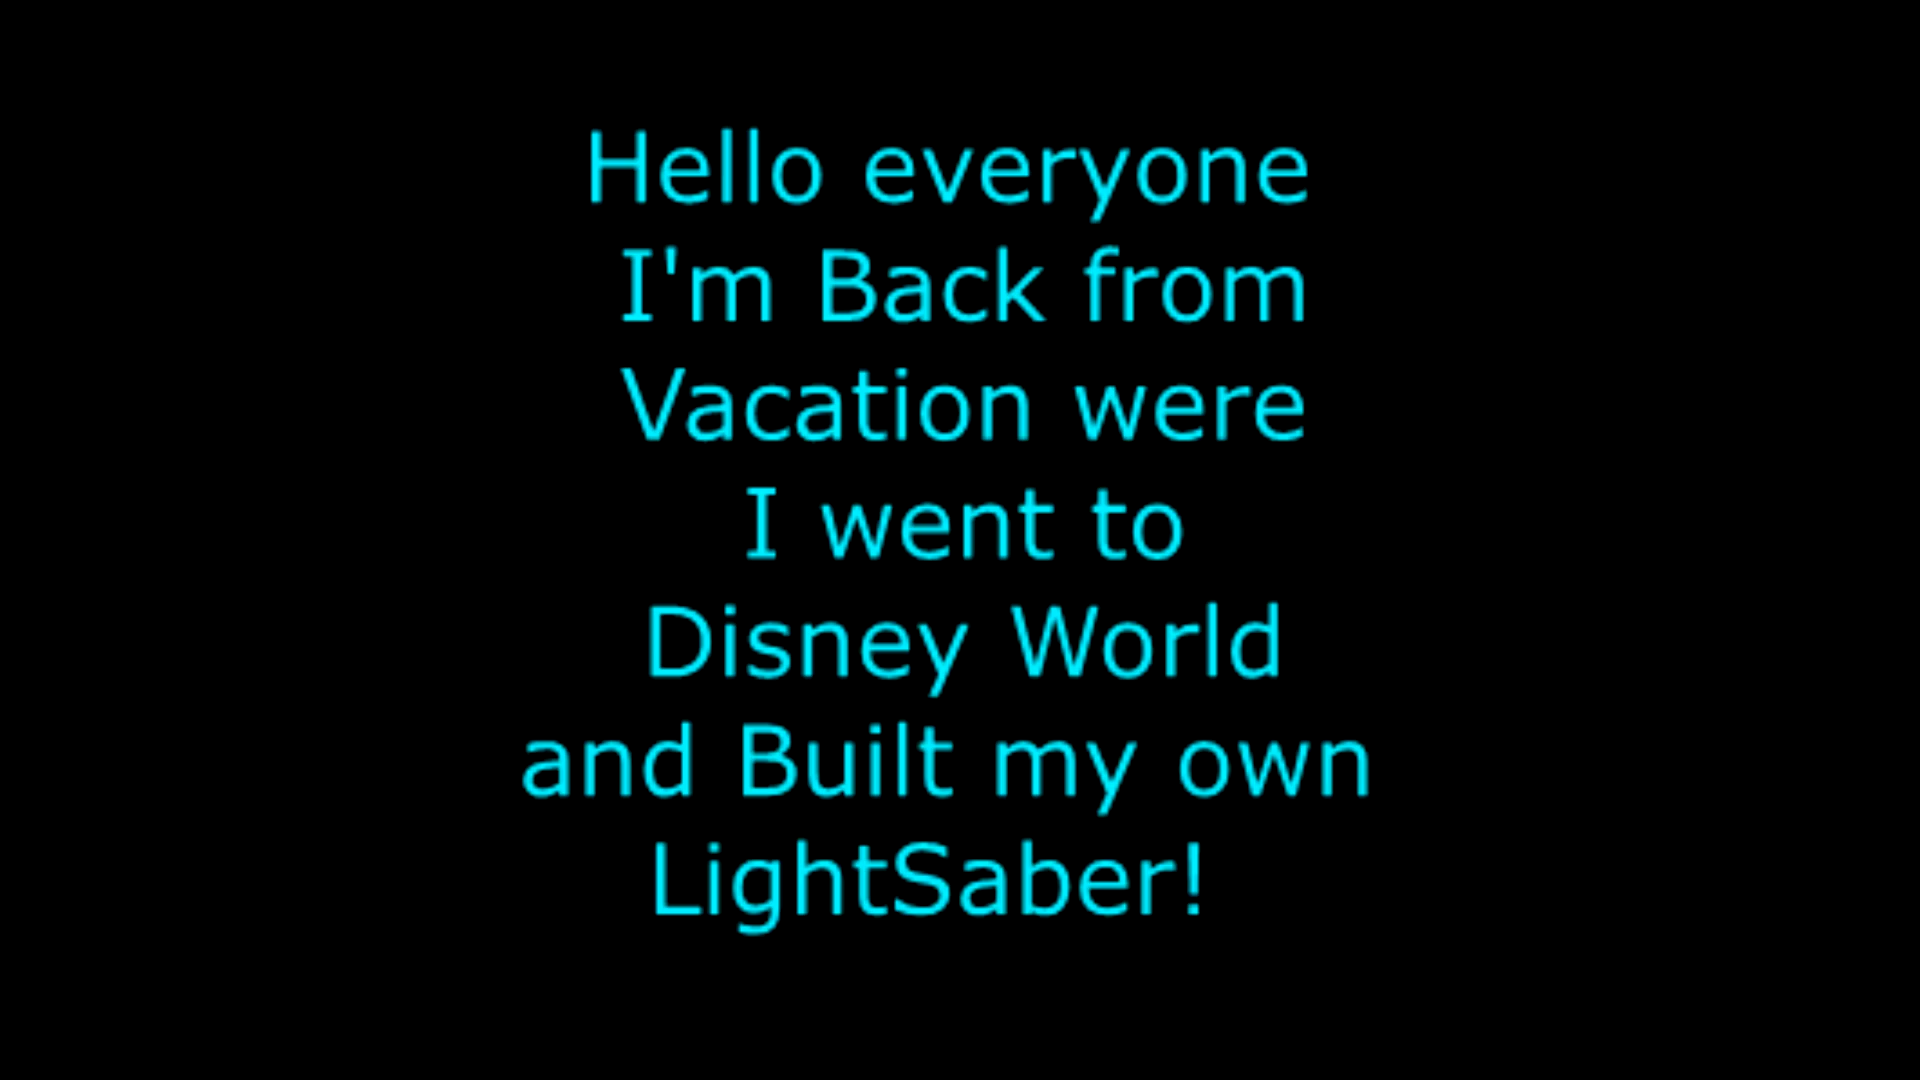 Hello everyone
I'm Back from
Vacation were
I went to
Disney World
and Built my own
LightSaber!